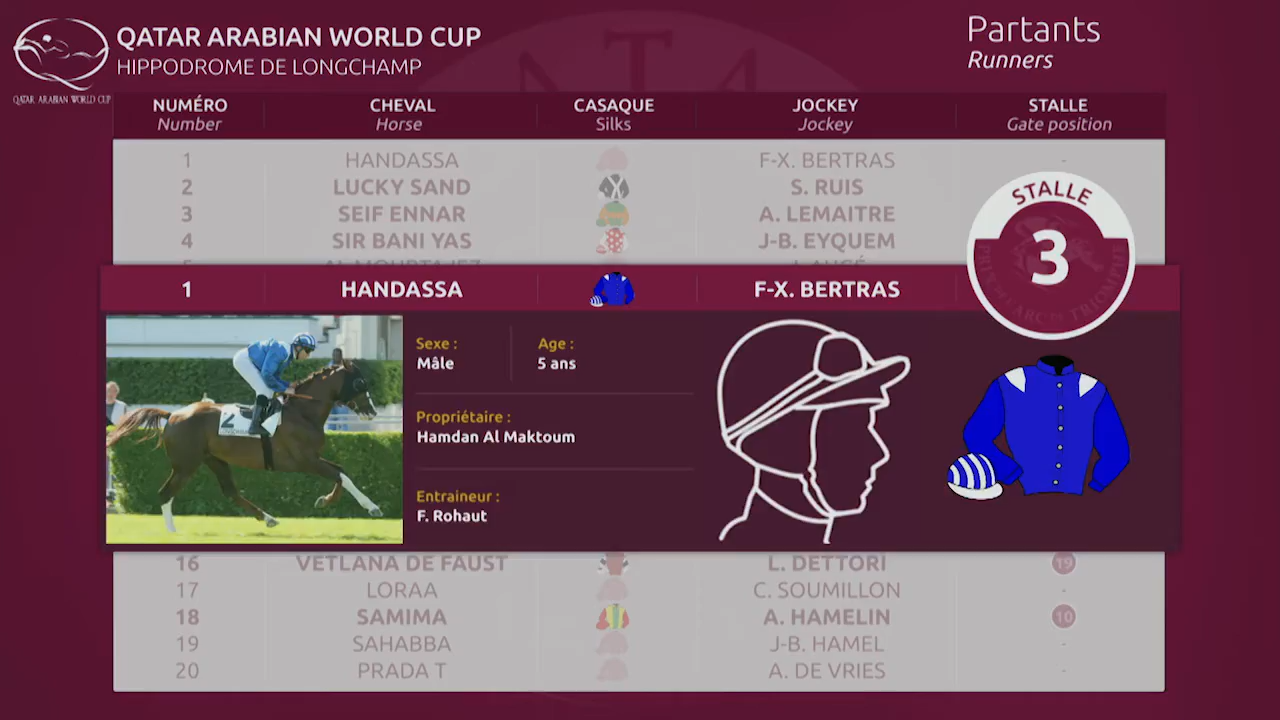 QATAR ARABIAN WORLD CUP
HIPPODROME DE LONGCHAMP
QATAR ARABIAN WORLD CUP
Partants
Runners
NUMÉRO CHEVAL CASAQUE JOCKEY STALLE
Number Horse Silks Jockey Gate position
1 HANDASSA F-X. BERTRAS -
2 LUCKY SAND S. RUIS
3 SEIF ENNAR A. LEMAITRE
4 SIR BANI YAS J-B. EYQUEM
STALLE
3
1 HANDASSA F-X. BERTRAS
Sexe : Age :
Mâle 5 ans
Propriétaire :
Hamdan Al Maktoum
Entraineur :
F. Rohaut
2
16 VETLANA DE FAUST L. DETTORI 19
17 LORAA C. SOUMILLON -
18 SAMIMA A. HAMELIN 10
19 SAHABBA J-B. HAMEL -
20 PRADA T A. DE VRIES -